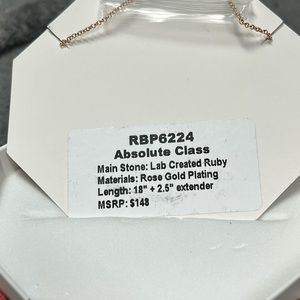 RBP6224
Absolute Class
Main Stone: Lab Created Ruby
Materials: Rose Gold Plating
Length: 18" + 2.5" extender
MSRP: $148